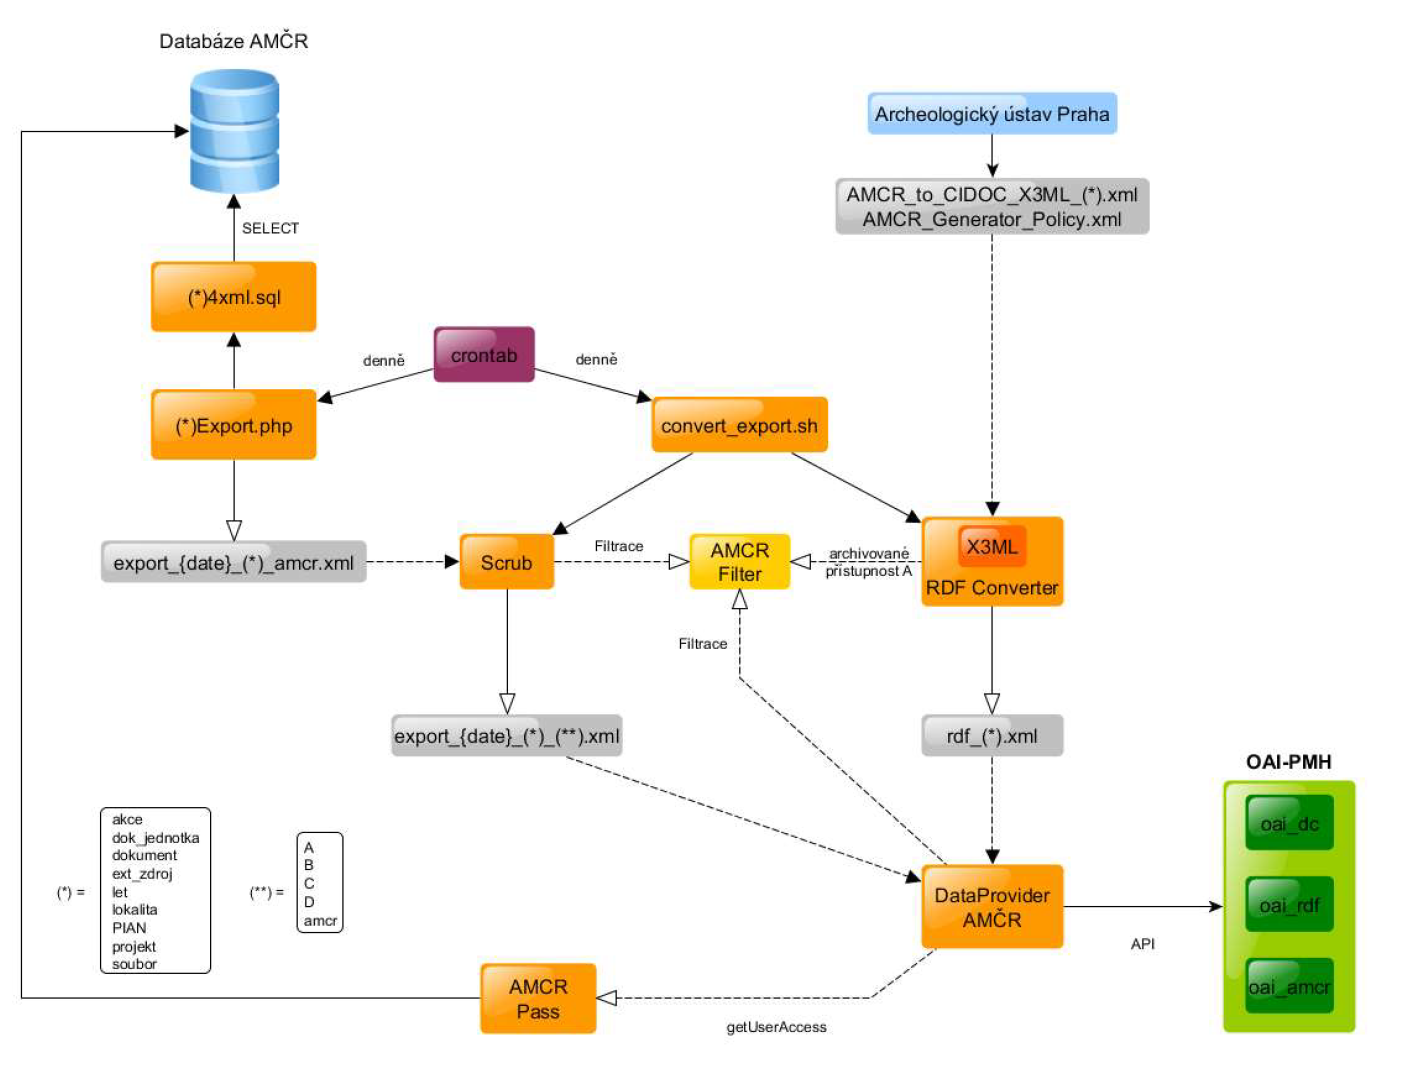 Databáze AMČR
Archeologický ústav Praha
AMCR_to_CIDOC_X3ML_(*).xml
AMCR_Generator_Policy.xml
SELECT
(*)4xml.sql
crontab
denně
denně
(*)Export.php
convert_export.sh
export_{date}_(*)_amcr.xml
Scrub
Filtrace
AMCR
Filter
archivované
přístupnost A
X3ML
RDF Converter
Filtrace
export_{date}_(*)_(**).xml
rdf_(*).xml
OAI-PMH
oai_dc
oai_rdf
oai_amcr
(*) =
akce
dok_jednotka
dokument
ext_zdroj
let
lokalita
PIAN
projekt
soubor
(**) =
A
B
C
D
amcr
DataProvider
AMČR
API
AMCR
Pass
getUserAccess